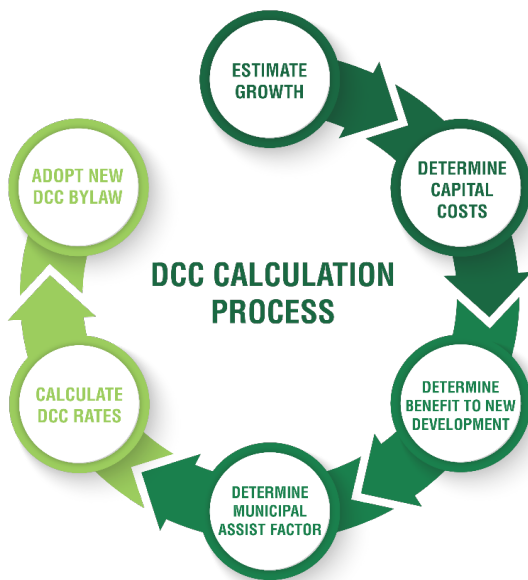 ESTIMATE
GROWTH
DETERMINE
CAPITAL
COSTS
DETERMINE
BENEFIT TO NEW
DEVELOPMENT
DETERMINE
MUNICIPAL
ASSIST FACTOR
CALCULATE
DCC RATES
ADOPT NEW
DCC BYLAW
DCC CALCULATION
PROCESS